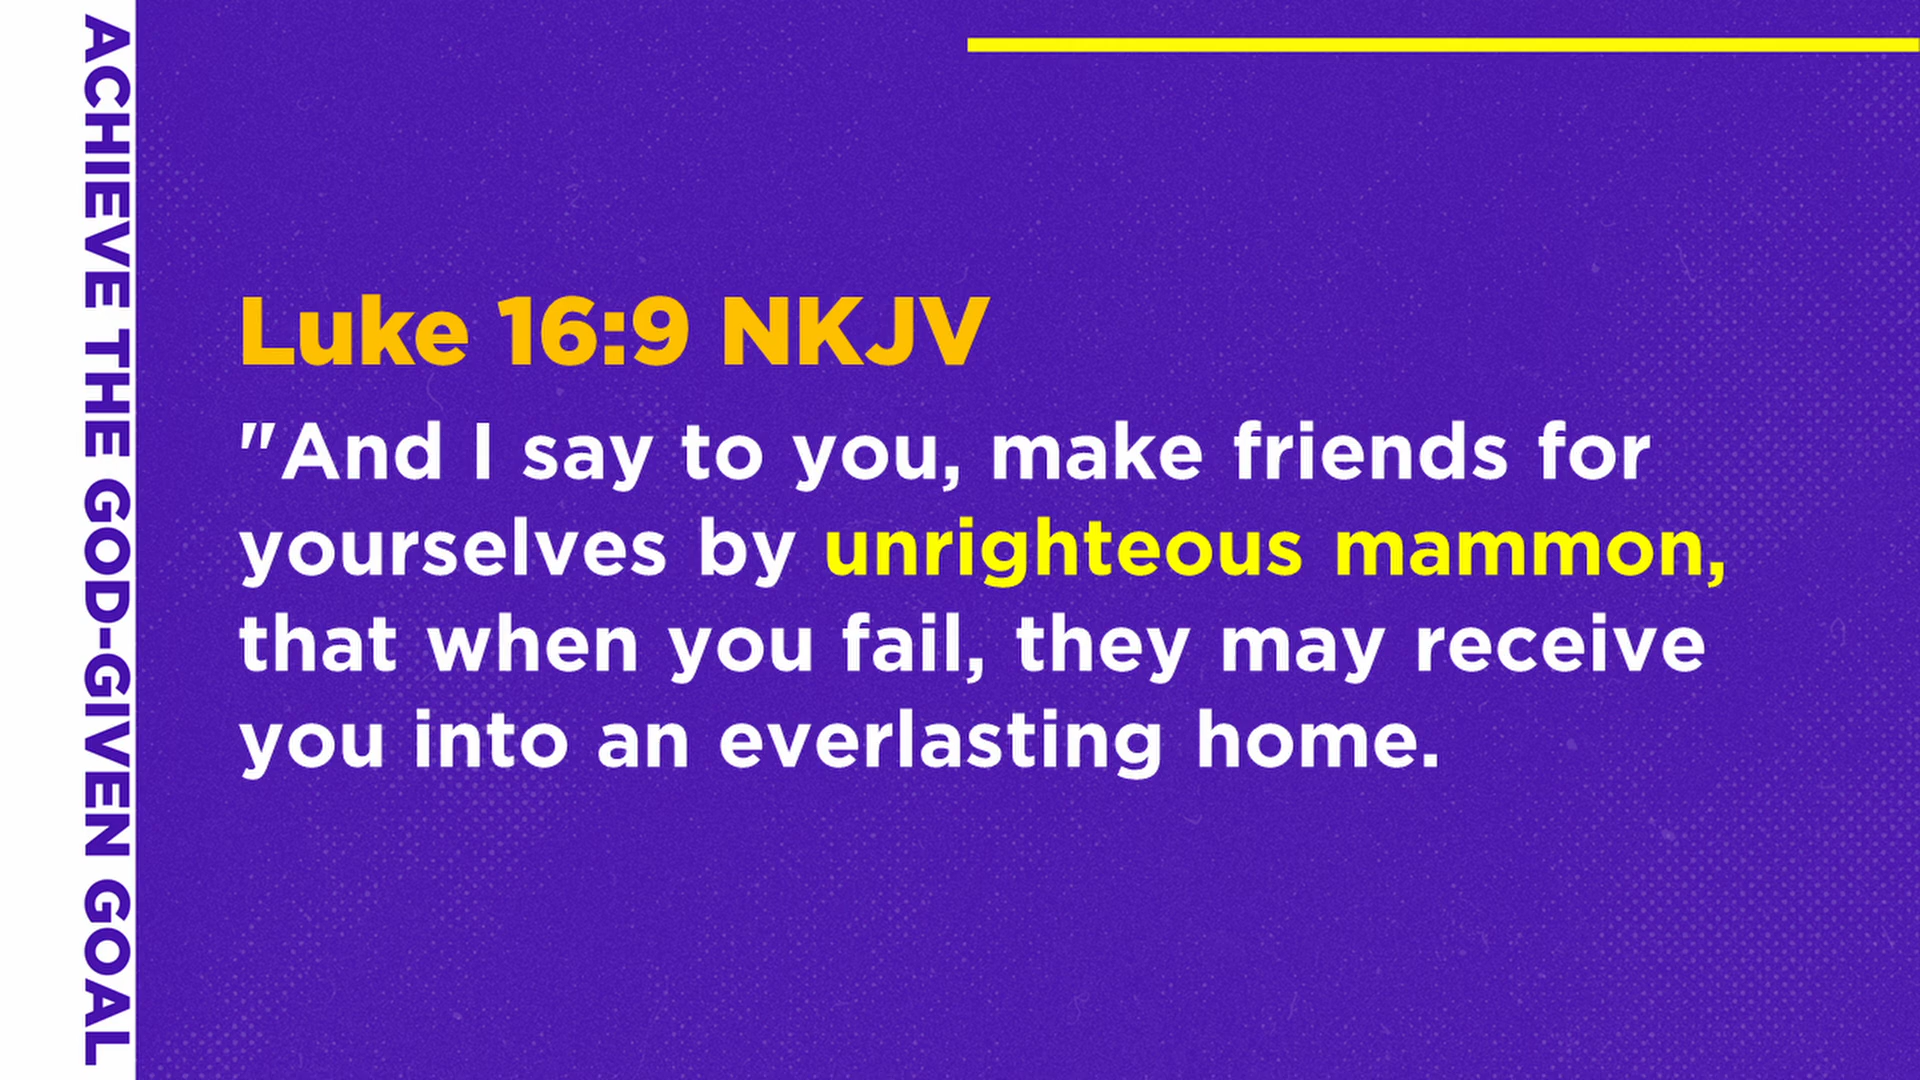 ACHIEVE THE GOD-GIVEN GOAL
Luke 16:9 NKJV
"And I say to you, make friends for
yourselves by unrighteous mammon,
that when you fail, they may receive
you into an everlasting home.